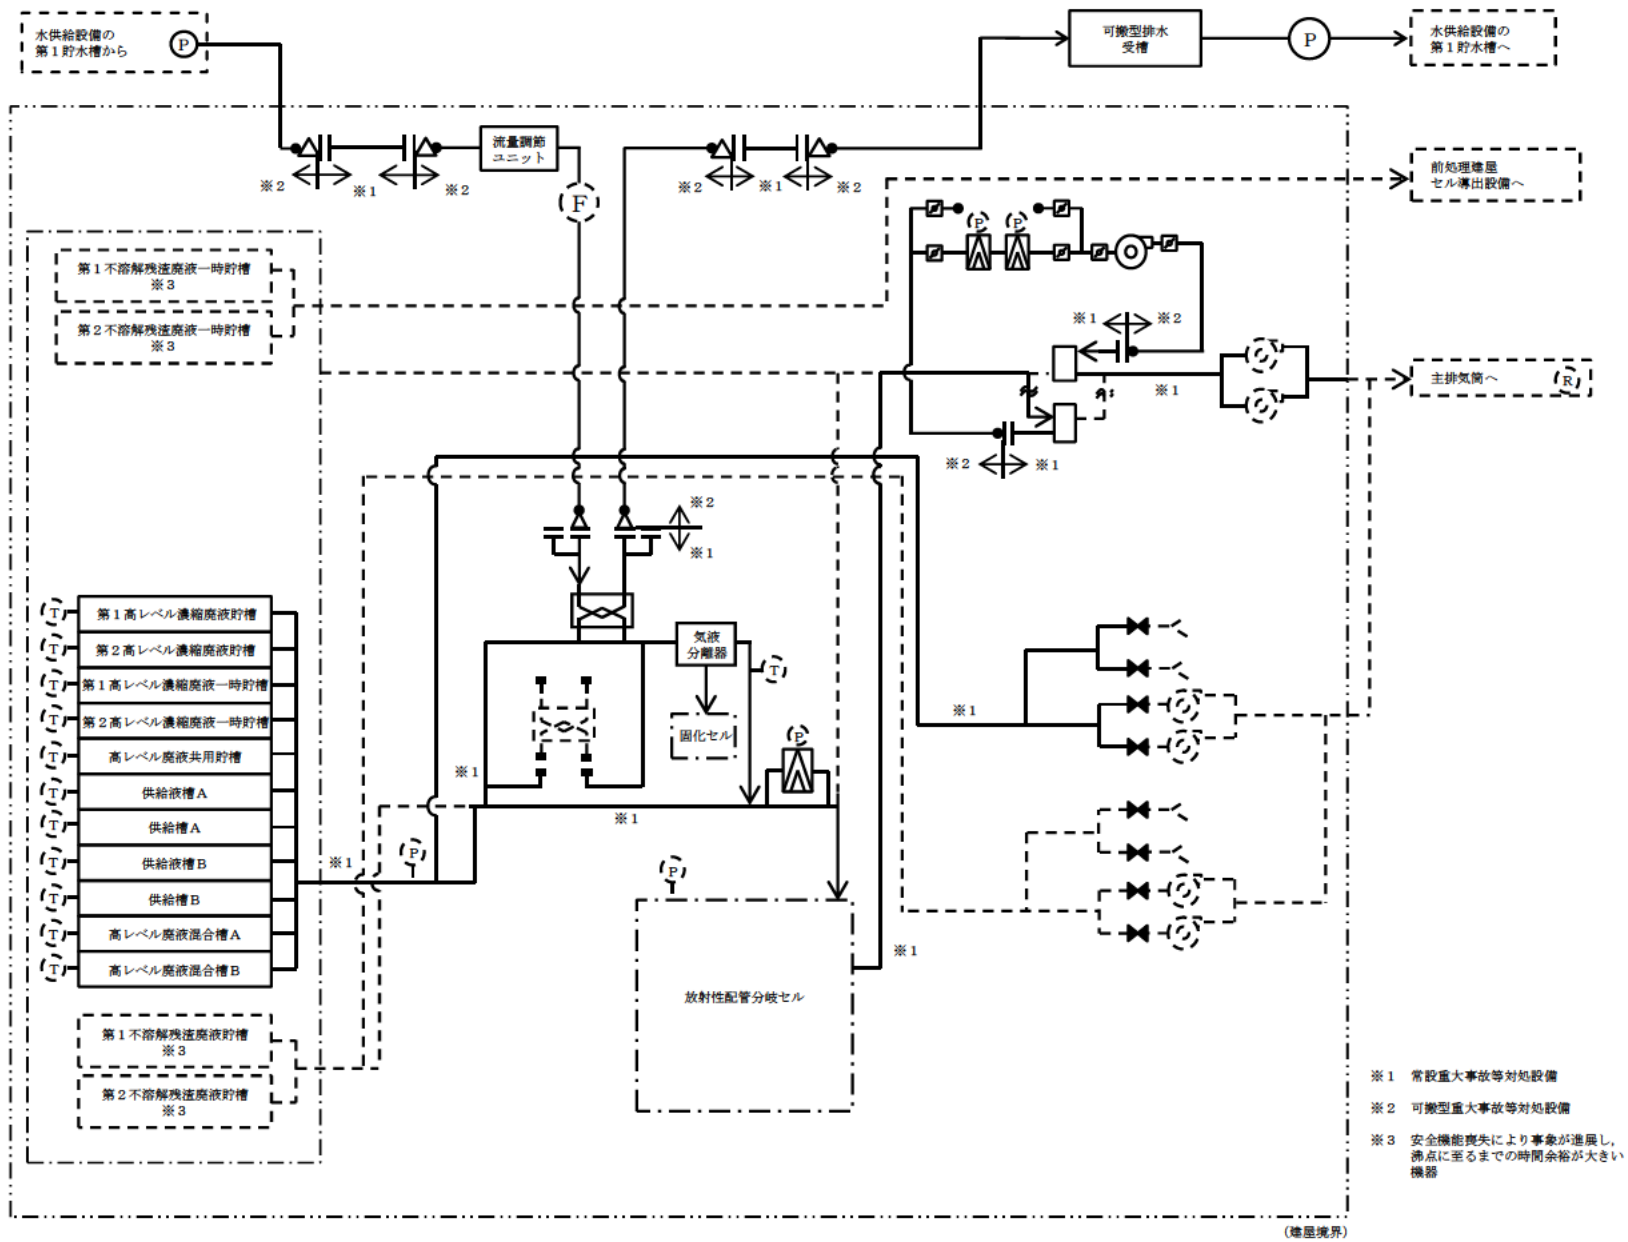 水供給設備の
第1貯水槽から
P
可搬型排水
受槽
P
水供給設備の
第1貯水槽へ
流量調節
ユニット
※2
※1
※2
※2
※1
※2
F
前処理建屋
セル導出設備へ
P
P
第1不溶解残渣廃液一時貯槽
※3
第2不溶解残渣廃液一時貯槽
※3
※1
※2
※1
主排気筒へ
R
※2
※1
※2
※1
T
第1高レベル濃縮廃液貯槽
T
第2高レベル濃縮廃液貯槽
T
第1高レベル濃縮廃液一時貯槽
T
第2高レベル濃縮廃液一時貯槽
T
高レベル廃液共用貯槽
T
供給液槽A
T
供給槽A
T
供給液槽B
T
供給槽B
T
高レベル廃液混合槽A
T
高レベル廃液混合槽B
気液
分離器
T
固化セル
P
※1
※1
※1
※1
P
P
放射性配管分岐セル
※1
第1不溶解残渣廃液貯槽
※3
第2不溶解残渣廃液貯槽
※3
※1 常設重大事故等対処設備
※2 可搬型重大事故等対処設備
※3 安全機能喪失により事象が進展し,
沸点に至るまでの時間余裕が大きい
機器
(建屋境界)